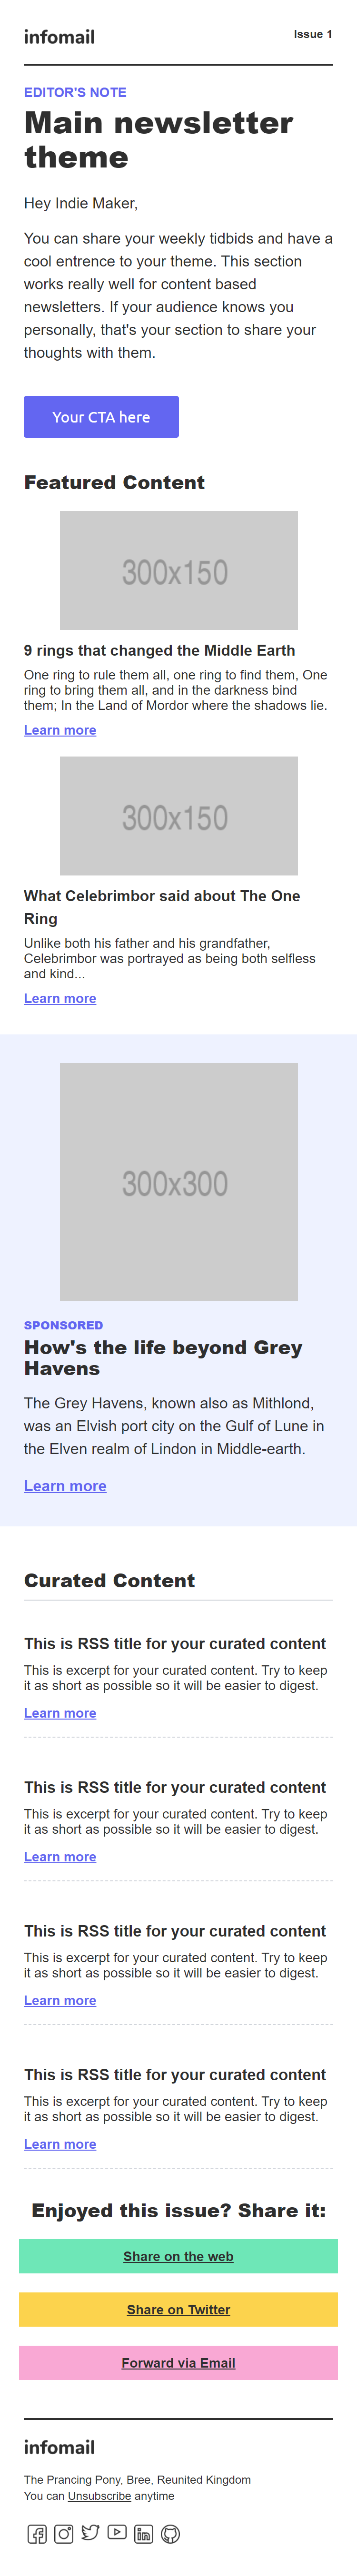 infomail
Issue 1
EDITOR'S NOTE
Main newsletter
theme
Hey Indie Maker,
You can share your weekly tidbids and have a
cool entrence to your theme. This section
works really well for content based
newsletters. If your audience knows you
personally, that's your section to share your
thoughts with them.
Your CTA here
Featured Content
300x150
9 rings that changed the Middle Earth
One ring to rule them all, one ring to find them, One
ring to bring them all, and in the darkness bind
them; In the Land of Mordor where the shadows lie.
Learn more
300x150
What Celebrimbor said about The One
Ring
Unlike both his father and his grandfather,
Celebrimbor was portrayed as being both selfless
and kind...
Learn more
300x300
SPONSORED
How's the life beyond Grey
Havens
The Grey Havens, known also as Mithlond,
was an Elvish port city on the Gulf of Lune in
the Elven realm of Lindon in Middle-earth.
Learn more
Curated Content
This is RSS title for your curated content
This is excerpt for your curated content. Try to keep
it as short as possible so it will be easier to digest.
Learn more
This is RSS title for your curated content
This is excerpt for your curated content. Try to keep
it as short as possible so it will be easier to digest.
Learn more
This is RSS title for your curated content
This is excerpt for your curated content. Try to keep
it as short as possible so it will be easier to digest.
Learn more
This is RSS title for your curated content
This is excerpt for your curated content. Try to keep
it as short as possible so it will be easier to digest.
Learn more
Enjoyed this issue? Share it:
Share on the web
Share on Twitter
Forward via Email
infomail
The Prancing Pony, Bree, Reunited Kingdom
You can Unsubscribe anytime